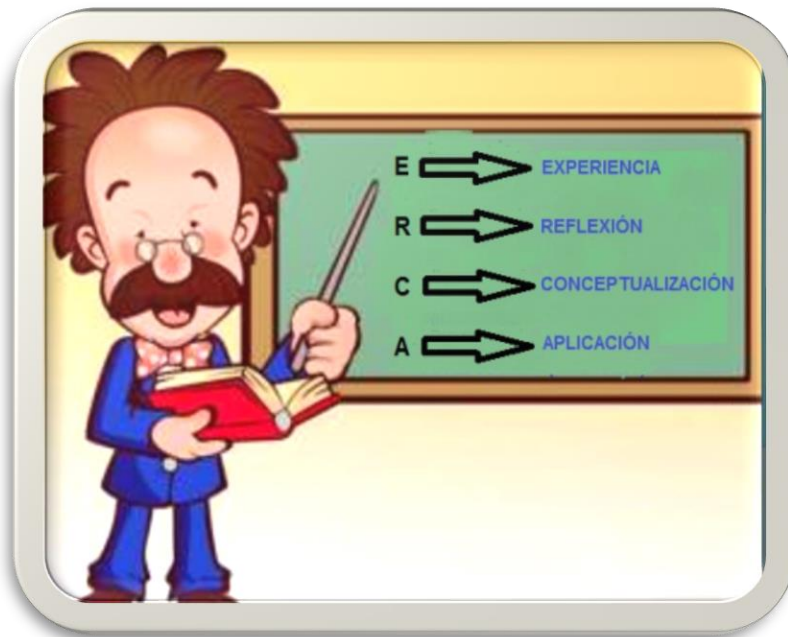 E EXPERIENCIA
R REFLEXIÓN
C CONCEPTUALIZACIÓN
A APLICACIÓN